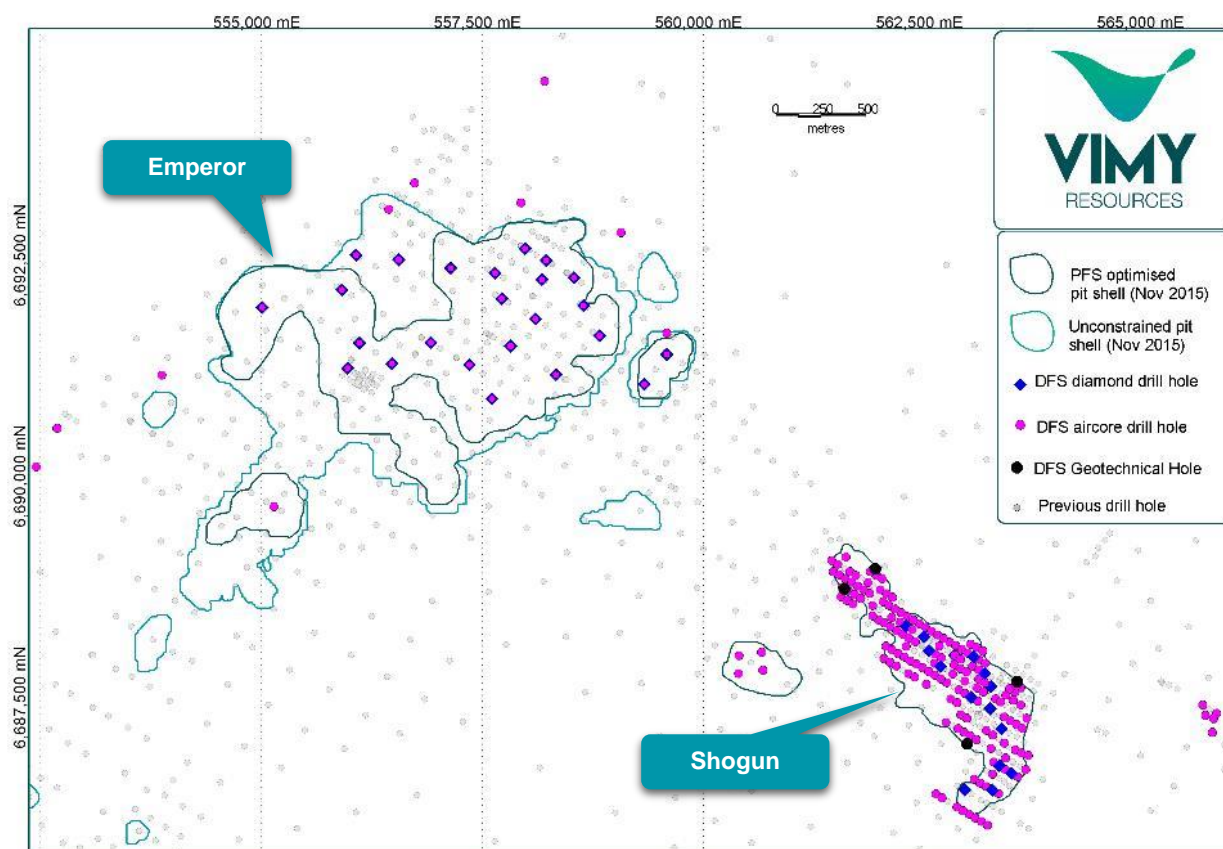 555,000 mN
557,500 mE
560,000 mE
562,500 mE
565,000 mE
0 250 500
metres
VIMY
RESOURCES
Emperor
6,692,500 mN
6,690,000 mN
6,687,500 mN
PFS optimised
pit shell (Nov 2015)
Unconstrained pit
shell (Nov 2015)
DFS diamond drill hole
DFS aircore drill hole
DFS Geotechnical Hole
Previous drill hole
Shogun